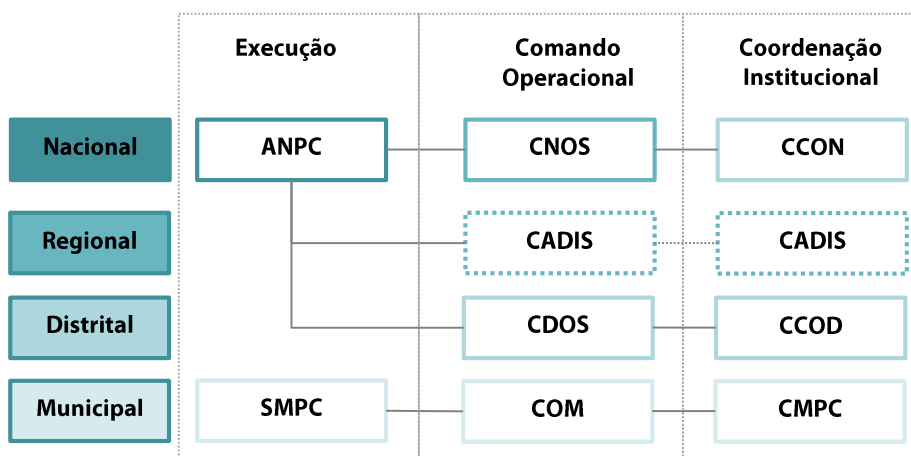 Execução
Comando
Operacional
Coordenação
Institucional
Nacional
ANPC
CNOS
CCON
Regional
CADIS
CADIS
Distrital
CDOS
CCOD
Municipal
SMPC
COM
CMPC